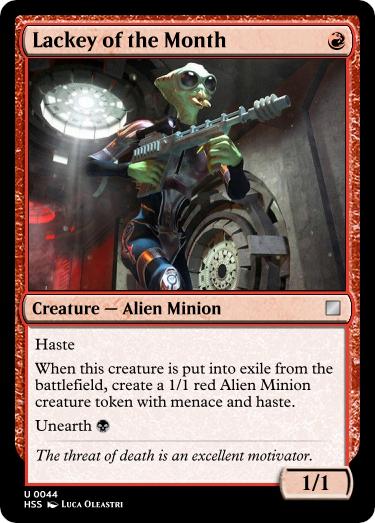 Lackey of the Month
Creature — Alien Minion
Haste
When this creature is put into exile from the
battlefield, create a 1/1 red Alien Minion
creature token with menace and haste.
Unearth
The threat of death is an excellent motivator.
1/1
U 0044
HSS Luca Oleastri